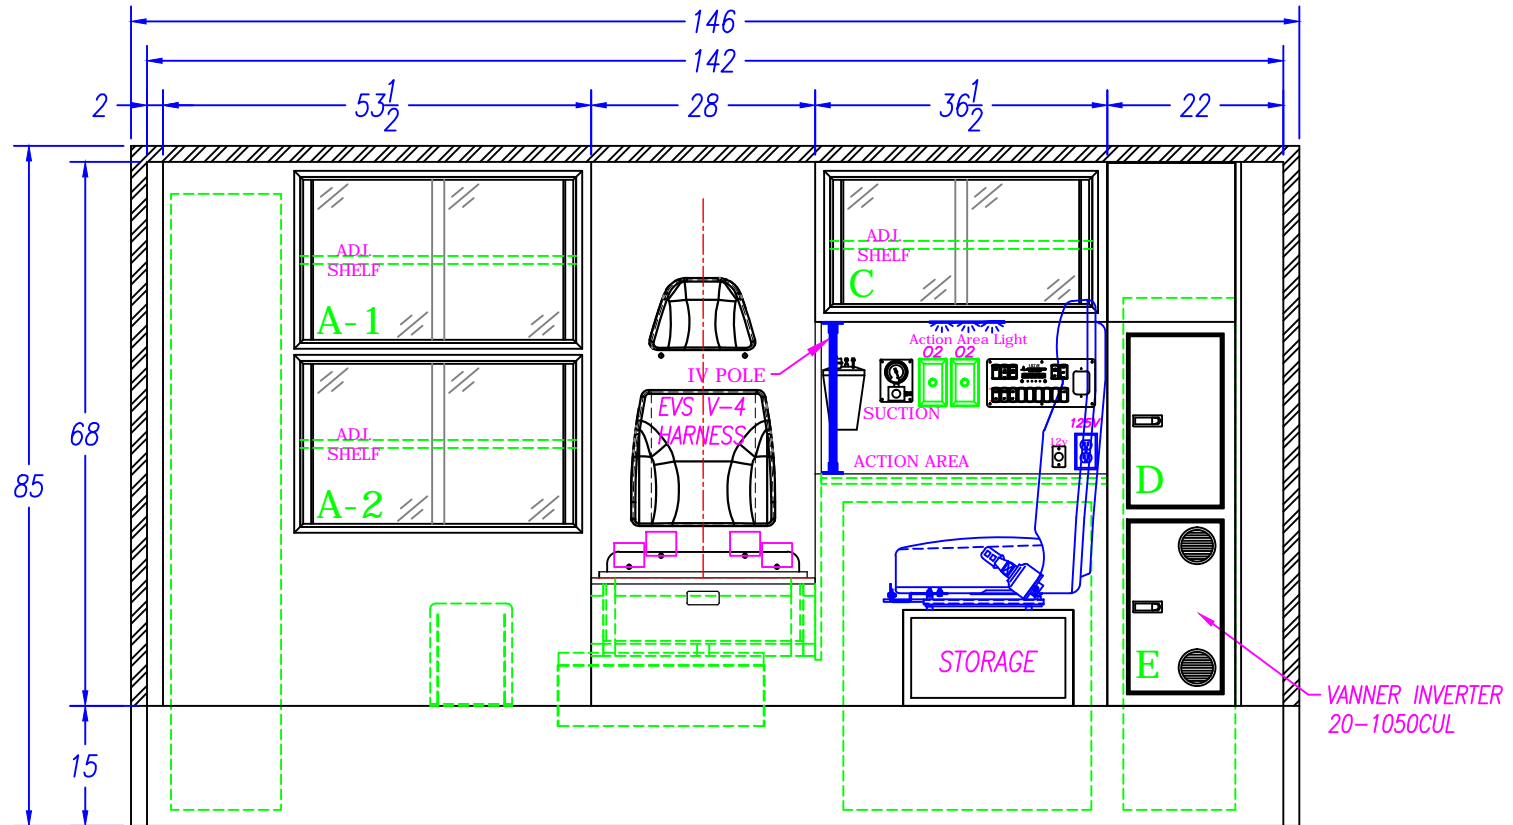 146
142
2
53 1/2
28
36 1/2
22
ADJ.
SHELF
A-1
ADJ.
SHELF
C
Action Area Light
O2 O2
IV POLE
EVS V-4
HARNESS
SUCTION
125V
12v
ACTION AREA
68
85
ADJ.
SHELF
A-2
D
E
STORAGE
VANNER INVERTER
20-1050CUL
15